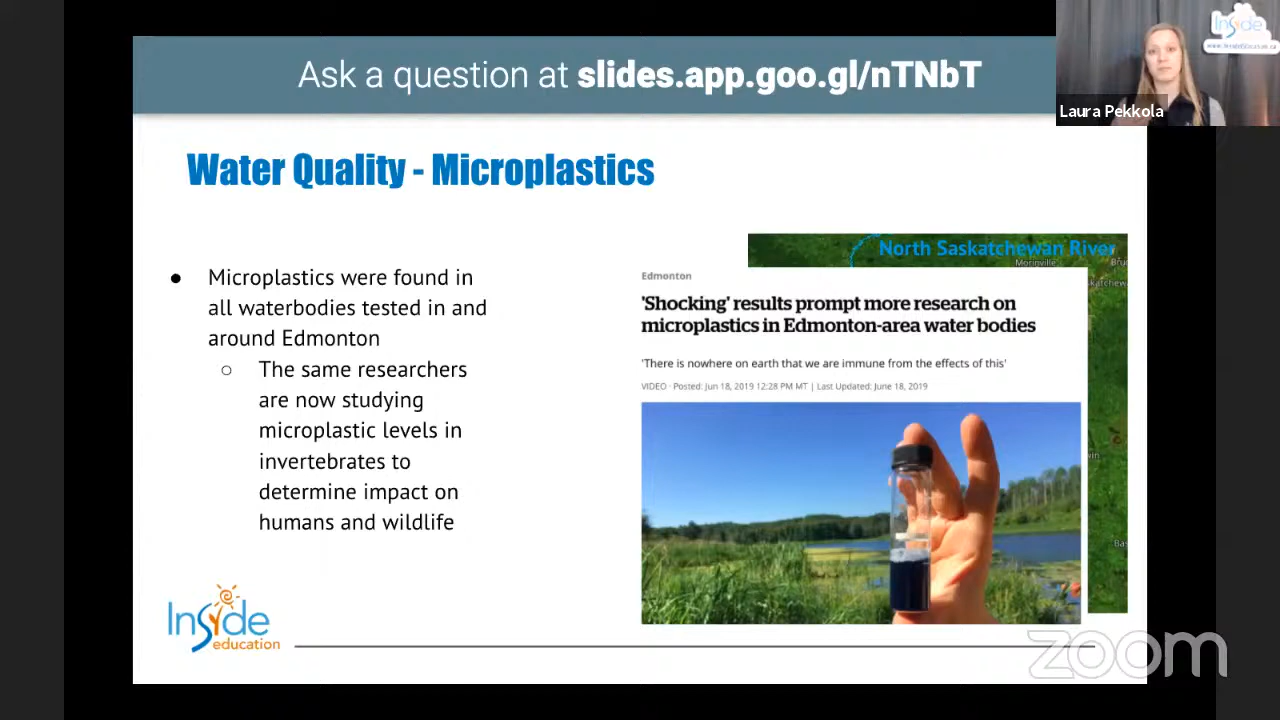 Ask a question at slides.app.goo.gl/nTNbT
Inside
Laura Pekkola
Water Quality - Microplastics
North Saskatchewan River
Morinville
● Microplastics were found in
all waterbodies tested in and
around Edmonton
○ The same researchers
are now studying
microplastic levels in
invertebrates to
determine impact on
humans and wildlife
Edmonton
'Shocking' results prompt more research on
microplastics in Edmonton-area water bodies
'There is nowhere on earth that we are immune from the effects of this'
VIDEO · Posted: Jun 18, 2019 12:28 PM MT | Last Updated: June 18, 2019
Inside
education
zoom